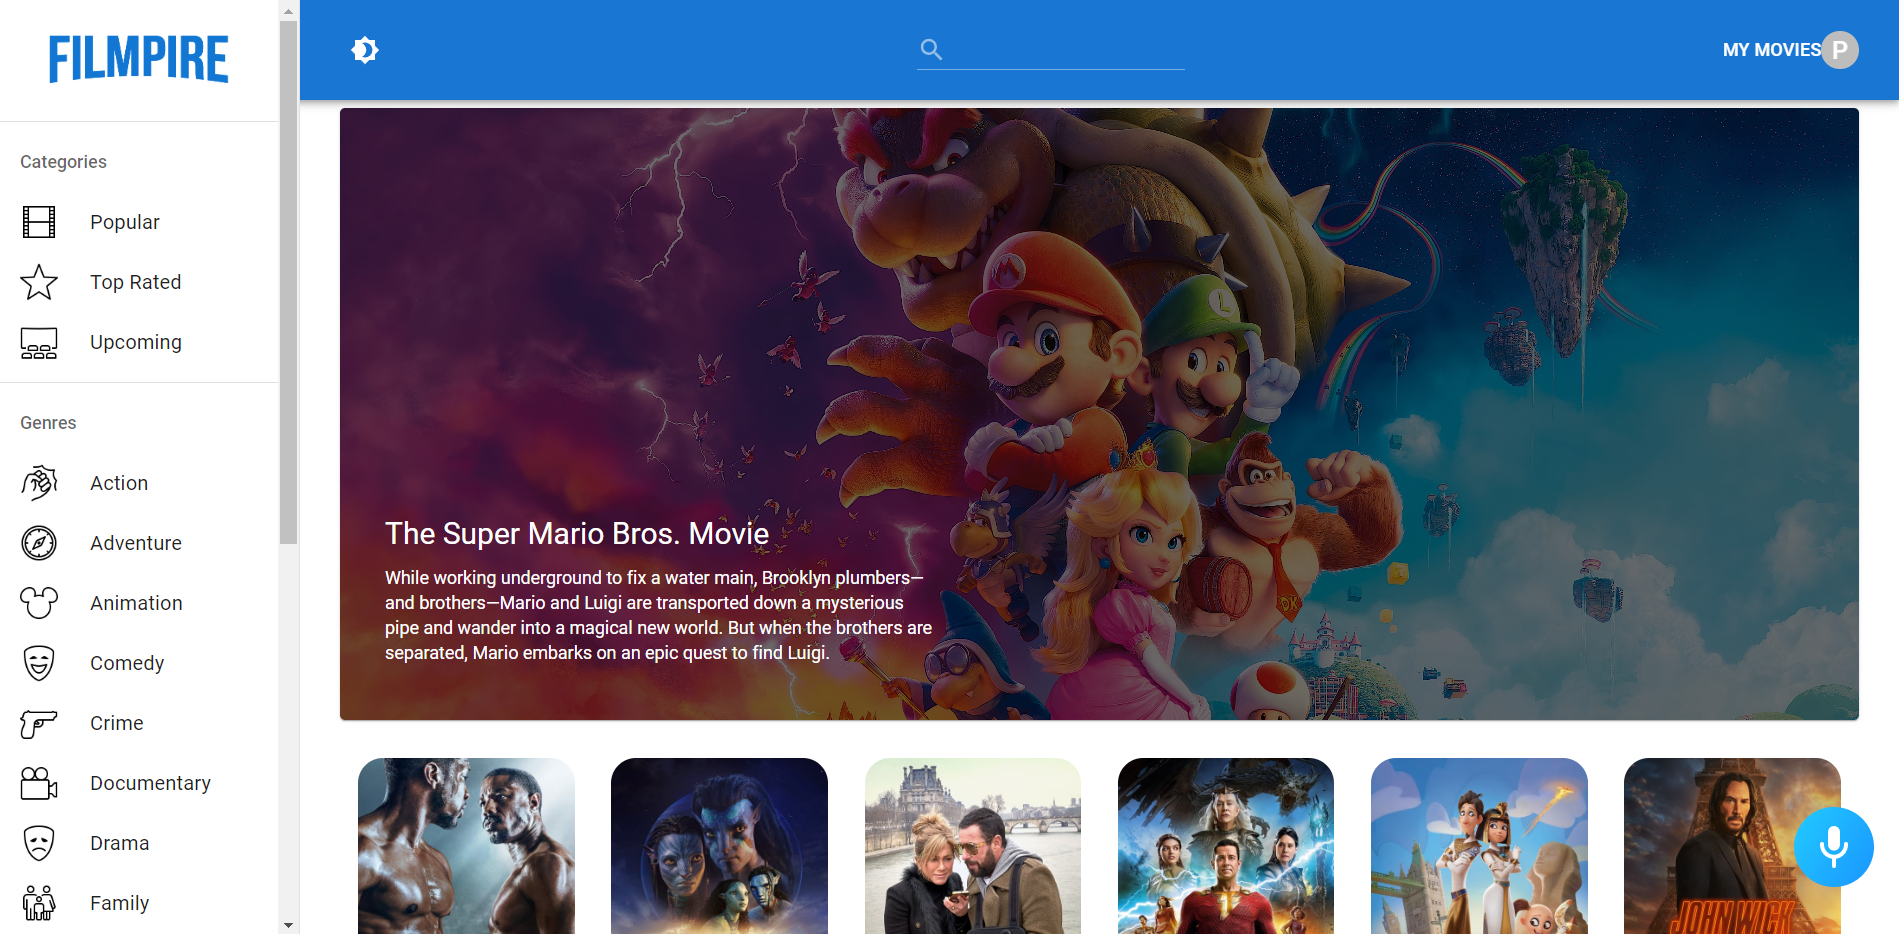 FILMPIRE
MY MOVIES P
Categories
Popular
Top Rated
Upcoming
Genres
Action
Adventure
Animation
Comedy
Crime
Documentary
Drama
Family
M
L
DK
The Super Mario Bros. Movie
While working underground to fix a water main, Brooklyn plumbers—
and brothers—Mario and Luigi are transported down a mysterious
pipe and wander into a magical new world. But when the brothers are
separated, Mario embarks on an epic quest to find Luigi.
JOHN WICK